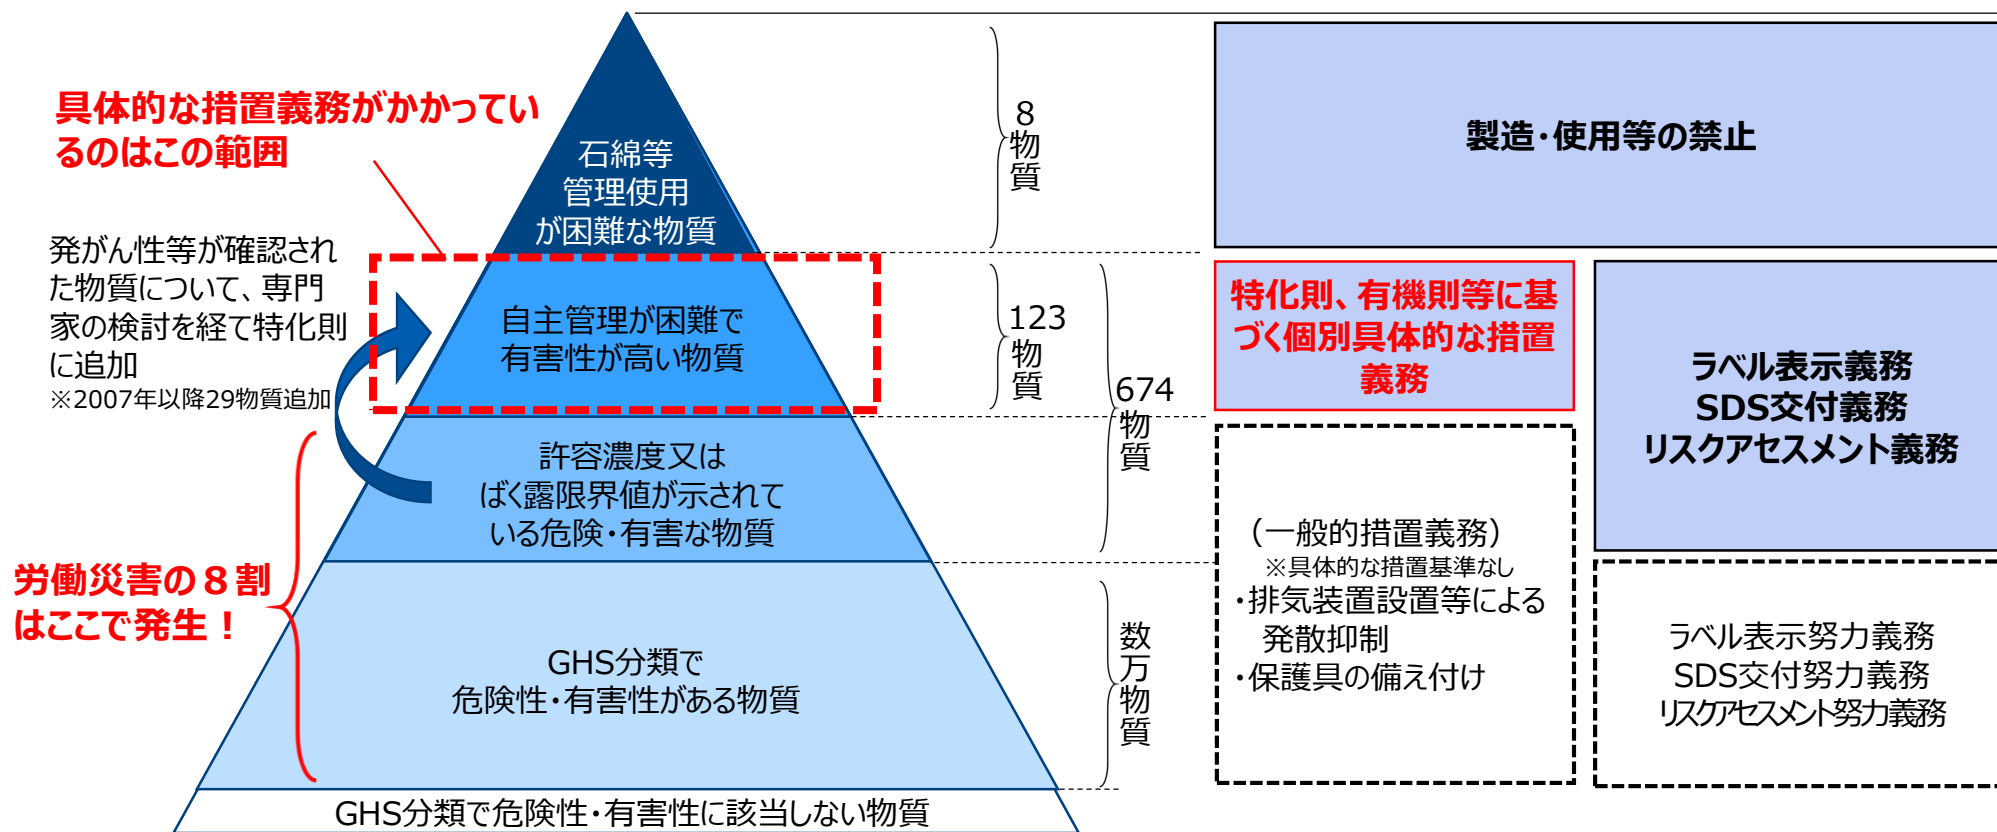 具体的な措置義務がかかってい
るのはこの範囲
発がん性等が確認され
た物質について、専門
家の検討を経て特化則
に追加
※2007年以降29物質追加
労働災害の８割
はここで発生！
石綿等
管理使用
が困難な物質
自主管理が困難で
有害性が高い物質
許容濃度又は
ばく露限界値が示されて
いる危険・有害な物質
GHS分類で
危険性・有害性がある物質
GHS分類で危険性・有害性に該当しない物質
8物質
123物質
674物質
数万物質
製造・使用等の禁止
特化則、有機則等に基
づく個別具体的な措置
義務
ラベル表示義務
SDS交付義務
リスクアセスメント義務
（一般的措置義務）
※具体的な措置基準なし
・排気装置設置等による
発散抑制
・保護具の備え付け
ラベル表示努力義務
SDS交付努力義務
リスクアセスメント努力義務